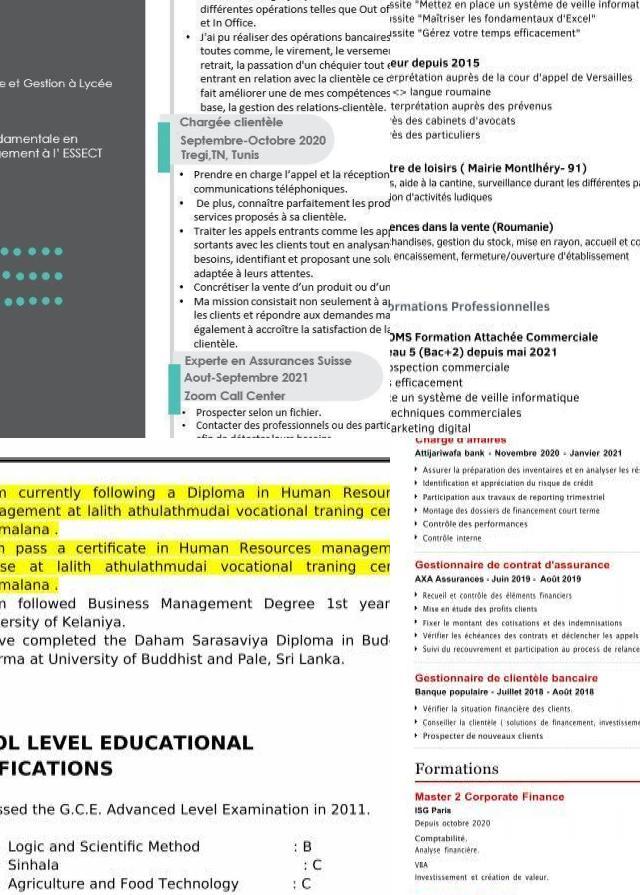 e et Gestion à Lycée
damentale en
gement à l' ESSECT
différentes opérations telles que Out of
et In Office.
• J'ai pu réaliser des opérations bancaires
toutes comme, le virement, le verseme
retrait, la passation d'un chéquier tout e
entrant en relation avec la clientèle ce
fait améliorer une de mes compétences
base, la gestion des relations-clientèle.
Chargée clientèle
Septembre-Octobre 2020
Tregi,TN, Tunis
• Prendre en charge l'appel et la réception
communications téléphoniques.
• De plus, connaître parfaitement les prod
services proposés à sa clientèle.
• Traiter les appels entrants comme les app
sortants avec les clients tout en analysan
besoins, identifiant et proposant une solu
adaptée à leurs attentes.
• Concrétiser la vente d'un produit ou d'un
• Ma mission consistait non seulement à
les clients et répondre aux demandes ma
également à accroître la satisfaction de la
clientèle.
Experte en Assurances Suisse
Aout-Septembre 2021
Zoom Call Center
• Prospecter selon un fichier.
• Contacter des professionnels ou des partic
afin de détecter leurs besoins
ssite "Mettez en place un système de veille informat
ssite "Maîtriser les fondamentaux d'Excel"
ssite "Gérez votre temps efficacement"
eur depuis 2015
erprétation auprès de la cour d'appel de Versailles
<> langue roumaine
terprétation auprès des prévenus
ès des cabinets d'avocats
ès des particuliers
tre de loisirs ( Mairie Montlhéry- 91)
s, aide à la cantine, surveillance durant les différentes pa
ion d'activités ludiques
ences dans la vente (Roumanie)
handises, gestion du stock, mise en rayon, accueil et co
encaissement, fermeture/ouverture d'établissement
ormations Professionnelles
OMS Formation Attachée Commerciale
eau 5 (Bac+2) depuis mai 2021
ospection commerciale
s efficacement
e un système de veille informatique
echniques commerciales
arketing digital
m currently following a Diploma in Human Resour
agement at lalith athulathmudai vocational traning cen
malana .
n pass a certificate in Human Resources managem
se at lalith athulathmudai vocational traning cen
malana .
n followed Business Management Degree 1st year
ersity of Kelaniya.
ve completed the Daham Sarasaviya Diploma in Bud
rma at University of Buddhist and Pale, Sri Lanka.
OL LEVEL EDUCATIONAL
FICATIONS
ssed the G.C.E. Advanced Level Examination in 2011.
Logic and Scientific Method : B
Sinhala : C
Agriculture and Food Technology : C
Chargé d'affaires
Attijariwafa bank - Novembre 2020 - Janvier 2021
Assurer la préparation des inventaires et en analyser les ré
Identification et appréciation du risque de crédit
Participation aux travaux de reporting trimestriel
Montage des dossiers de financement court terme
Contrôle des performances
Contrôle interne
Gestionnaire de contrat d'assurance
AXA Assurances - Juin 2019 - Août 2019
Recueil et contrôle des éléments financiers
Mise en étude des profits clients
Fixer le montant des cotisations et des indemnisations
Vérifier les échéances des contrats et déclencher les appels
Suivi du recouvrement et participation au process de relance
Gestionnaire de clientèle bancaire
Banque populaire - Juillet 2018 - Août 2018
Vérifier la situation financière des clients.
Conseiller la clientèle ( solutions de financement, investisseme
Prospecter de nouveaux clients
Formations
Master 2 Corporate Finance
ISG Paris
Depuis octobre 2020
Comptabilité.
Analyse financière.
VBA
Investissement et création de valeur.